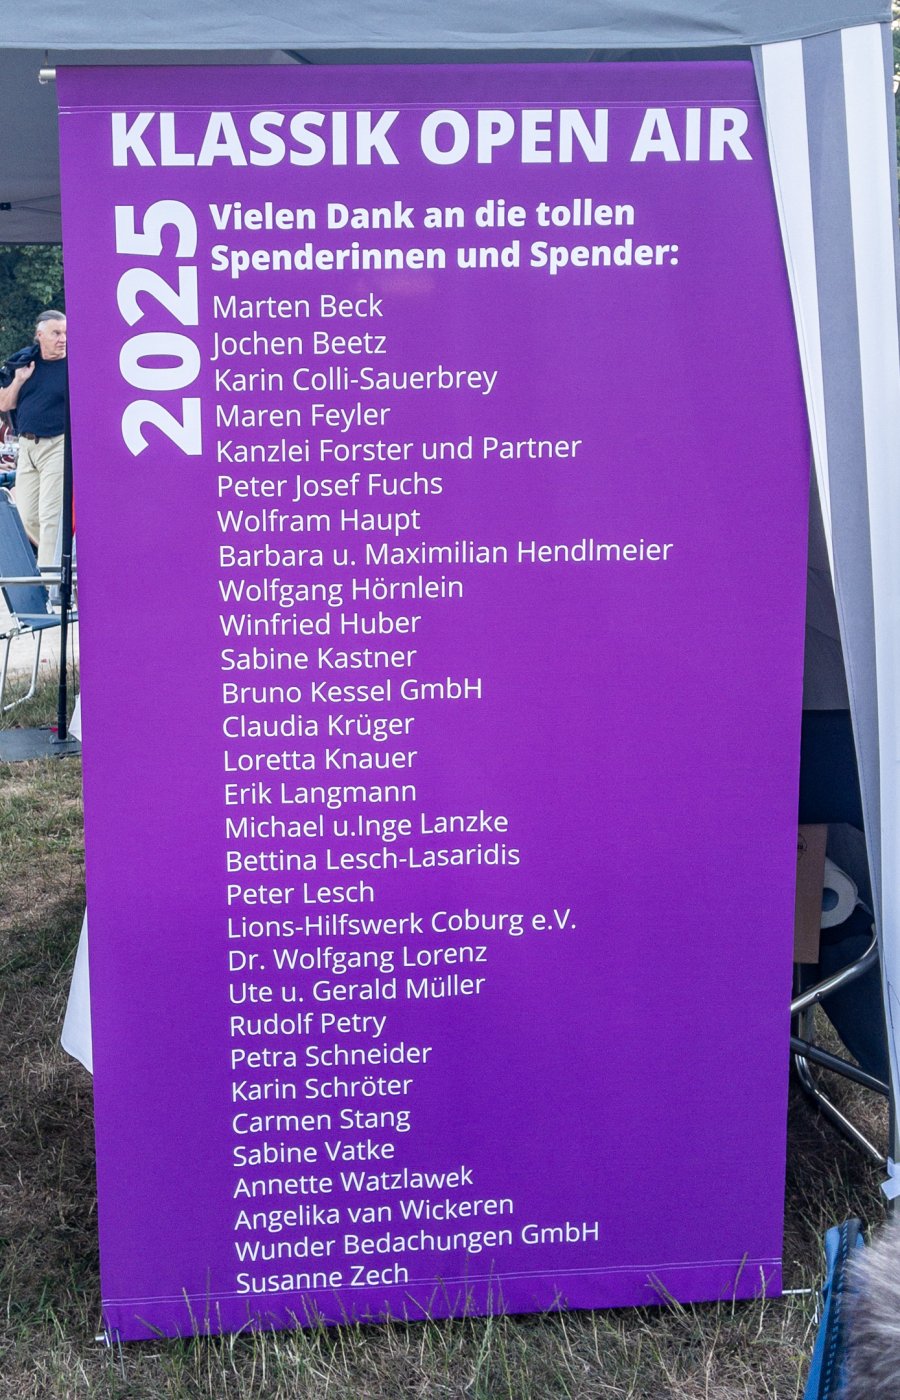 KLASSIK OPEN AIR
2025
Vielen Dank an die tollen
Spenderinnen und Spender:
Marten Beck
Jochen Beetz
Karin Colli-Sauerbrey
Maren Feyler
Kanzlei Forster und Partner
Peter Josef Fuchs
Wolfram Haupt
Barbara u. Maximilian Hendlmeier
Wolfgang Hörnlein
Winfried Huber
Sabine Kastner
Bruno Kessel GmbH
Claudia Krüger
Loretta Knauer
Erik Langmann
Michael u.Inge Lanzke
Bettina Lesch-Lasaridis
Peter Lesch
Lions-Hilfswerk Coburg e.V.
Dr. Wolfgang Lorenz
Ute u. Gerald Müller
Rudolf Petry
Petra Schneider
Karin Schröter
Carmen Stang
Sabine Vatke
Annette Watzlawek
Angelika van Wickeren
Wunder Bedachungen GmbH
Susanne Zech